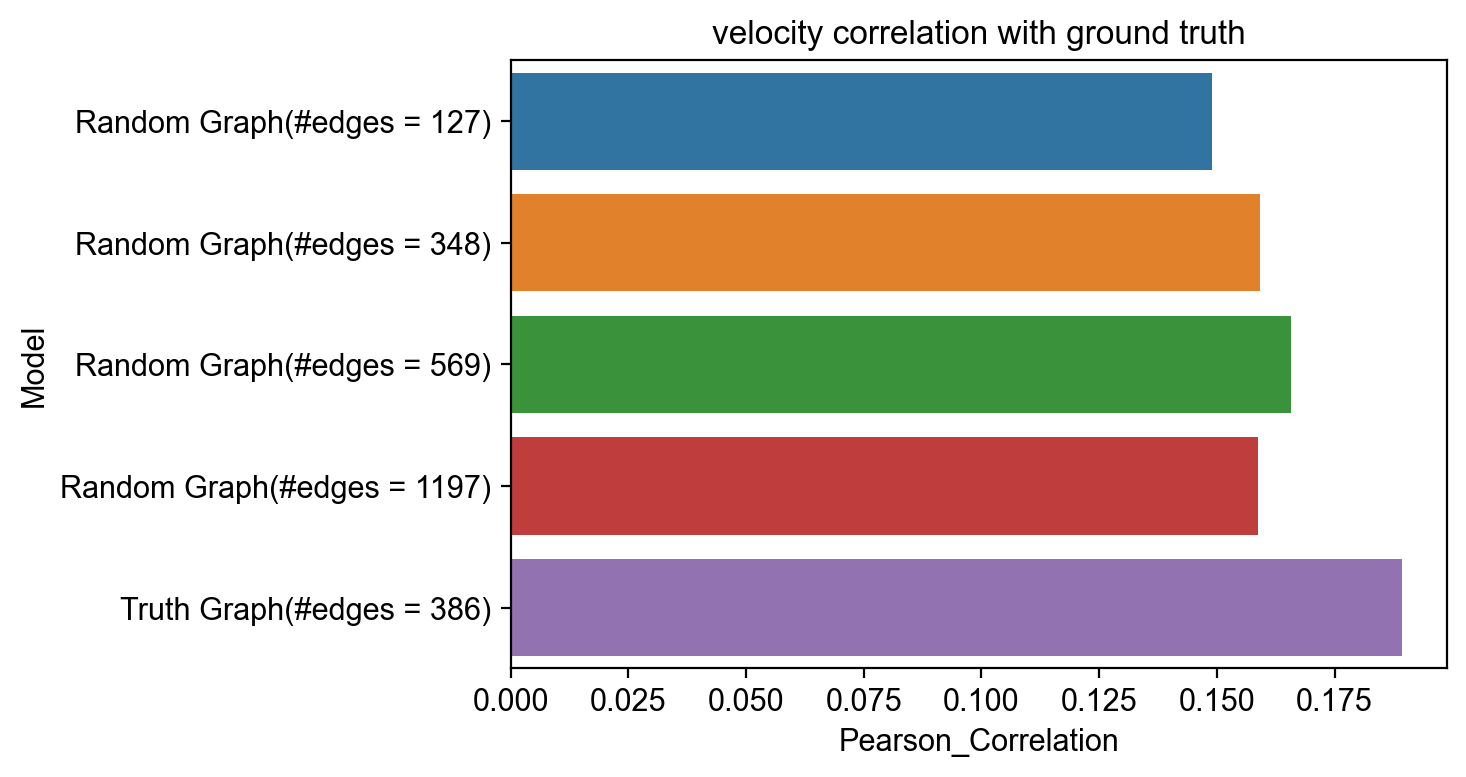 velocity correlation with ground truth
Random Graph(#edges = 127)
Random Graph(#edges = 348)
Random Graph(#edges = 569)
Random Graph(#edges = 1197)
Truth Graph(#edges = 386)
Model
0.000 0.025 0.050 0.075 0.100 0.125 0.150 0.175
Pearson_Correlation